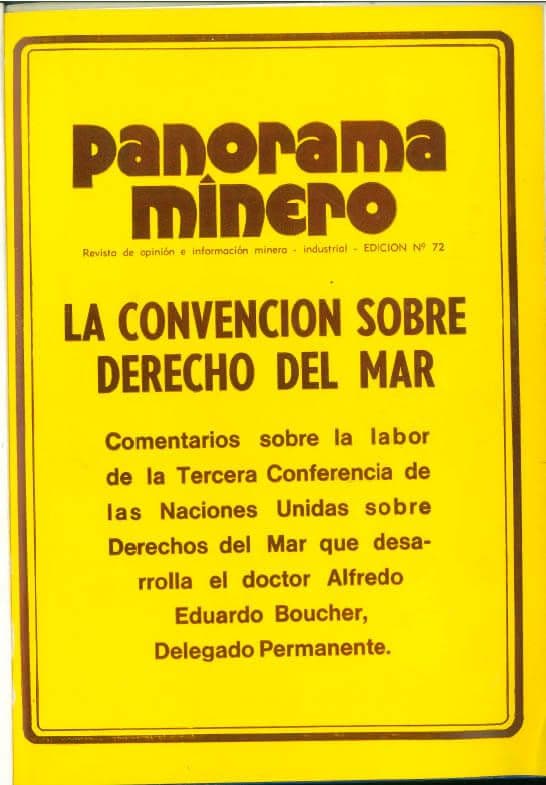 panorama
minero
Revista de opinión e información minera - industrial - EDICION Nº 72
LA CONVENCION SOBRE
DERECHO DEL MAR
Comentarios sobre la labor
de la Tercera Conferencia de
las Naciones Unidas sobre
Derechos del Mar que desa-
rrolla el doctor Alfredo
Eduardo Boucher,
Delegado Permanente.